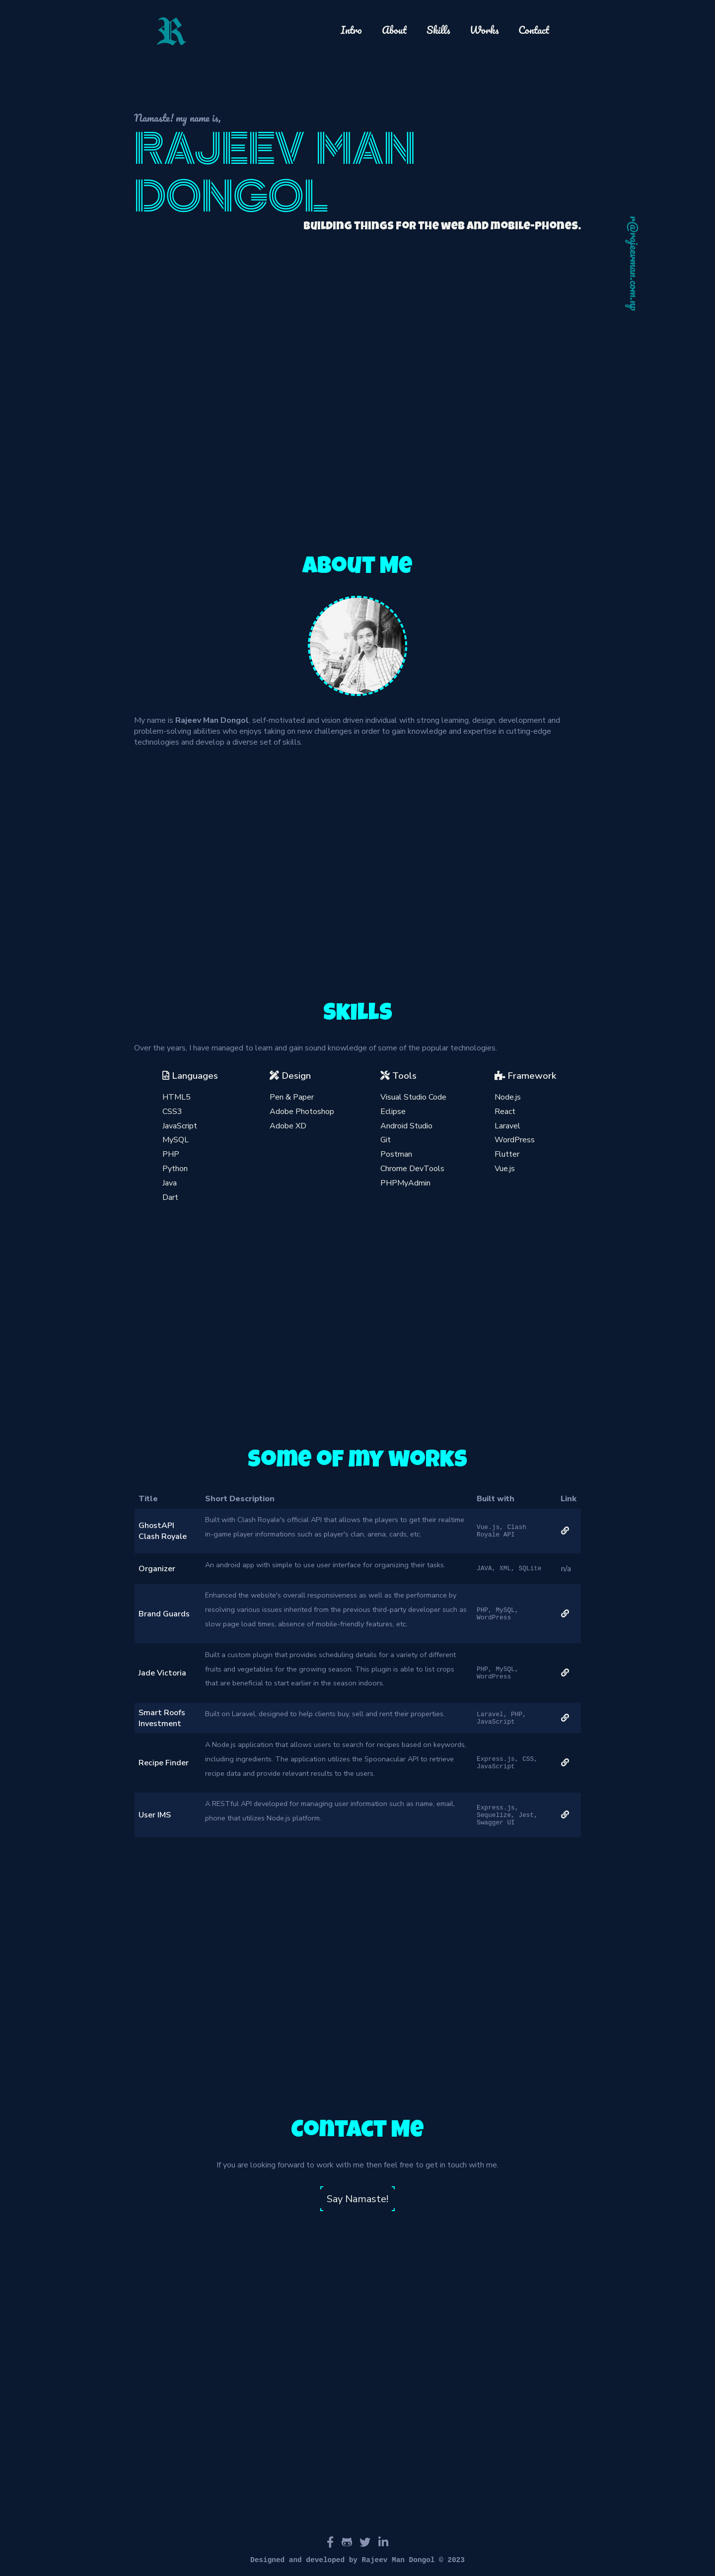 R
Intro About Skills Works Contact
Namaste! my name is,
RAJEEV MAN
DONGOL
Building things for the web and mobile-phones.
r@rajeevman.com.np
About Me
My name is Rajeev Man Dongol, self-motivated and vision driven individual with strong learning, design, development and
problem-solving abilities who enjoys taking on new challenges in order to gain knowledge and expertise in cutting-edge
technologies and develop a diverse set of skills.
Skills
Over the years, I have managed to learn and gain sound knowledge of some of the popular technologies.
Languages
HTML5
CSS3
JavaScript
MySQL
PHP
Python
Java
Dart
Design
Pen & Paper
Adobe Photoshop
Adobe XD
Tools
Visual Studio Code
Eclipse
Android Studio
Git
Postman
Chrome DevTools
PHPMyAdmin
Framework
Node.js
React
Laravel
WordPress
Flutter
Vue.js
Some of my works
Title Short Description Built with Link
GhostAPI
Clash Royale
Built with Clash Royale's official API that allows the players to get their realtime
in-game player informations such as player's clan, arena, cards, etc.
Vue.js, Clash
Royale API
Organizer
An android app with simple to use user interface for organizing their tasks.
JAVA, XML, SQLite
n/a
Brand Guards
Enhanced the website's overall responsiveness as well as the performance by
resolving various issues inherited from the previous third-party developer such as
slow page load times, absence of mobile-friendly features, etc.
PHP, MySQL,
WordPress
Jade Victoria
Built a custom plugin that provides scheduling details for a variety of different
fruits and vegetables for the growing season. This plugin is able to list crops
that are beneficial to start earlier in the season indoors.
PHP, MySQL,
WordPress
Smart Roofs
Investment
Built on Laravel, designed to help clients buy, sell and rent their properties.
Laravel, PHP,
JavaScript
Recipe Finder
A Node.js application that allows users to search for recipes based on keywords,
including ingredients. The application utilizes the Spoonacular API to retrieve
recipe data and provide relevant results to the users.
Express.js, CSS,
JavaScript
User IMS
A RESTful API developed for managing user information such as name, email,
phone that utilizes Node.js platform.
Express.js,
Sequelize, Jest,
Swagger UI
Contact Me
If you are looking forward to work with me then feel free to get in touch with me.
Say Namaste!
Designed and developed by Rajeev Man Dongol © 2023